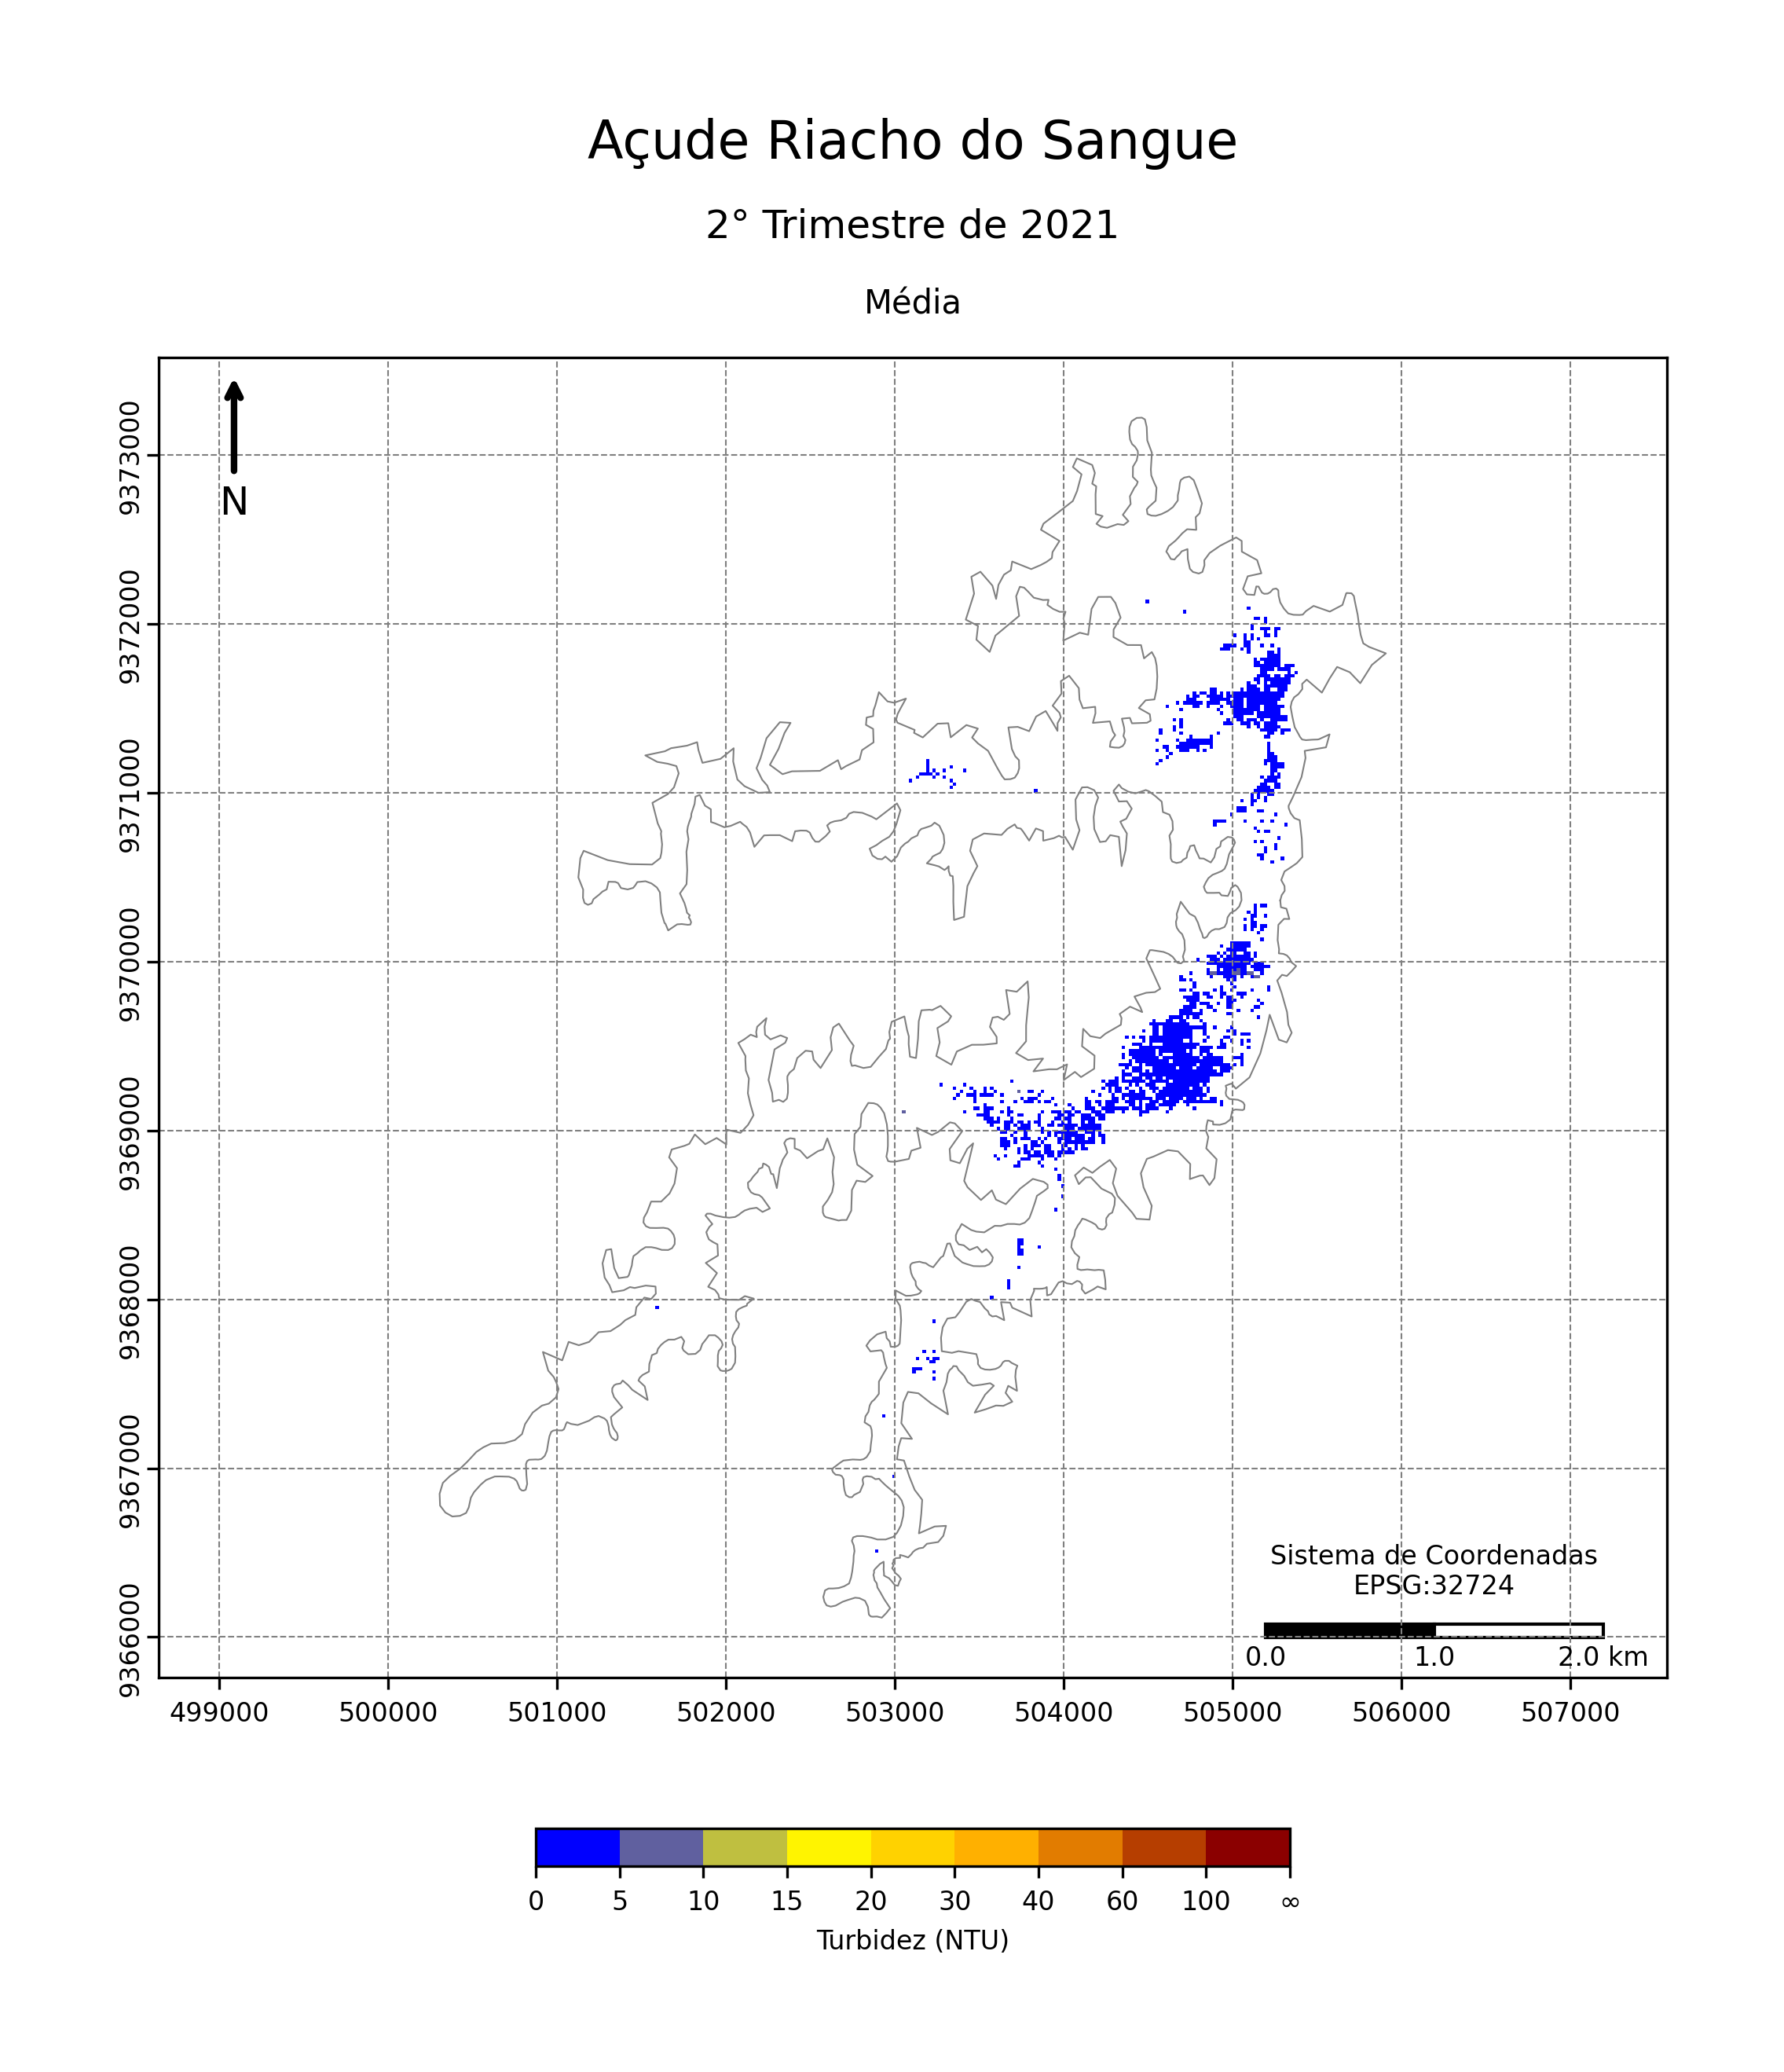 Açude Riacho do Sangue
2° Trimestre de 2021
Média
N
9373000
9372000
9371000
9370000
9369000
9368000
9367000
9366000
Sistema de Coordenadas
EPSG:32724
0.0 1.0 2.0 km
499000 500000 501000 502000 503000 504000 505000 506000 507000
0 5 10 15 20 30 40 60 100 ∞
Turbidez (NTU)